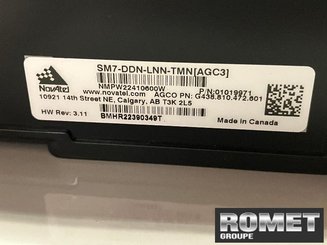 SM7-DDN-LNN-TMN[AGC3]
NovAtel
NMPW22410600W P/N:01019971
www.novatel.com AGCO PN: G438.810.472.601
10921 14th Street NE, Calgary, AB T3K 2L5
HW Rev: 3.11
BMHR22390349T
Made in Canada
ROMET
GROUPE